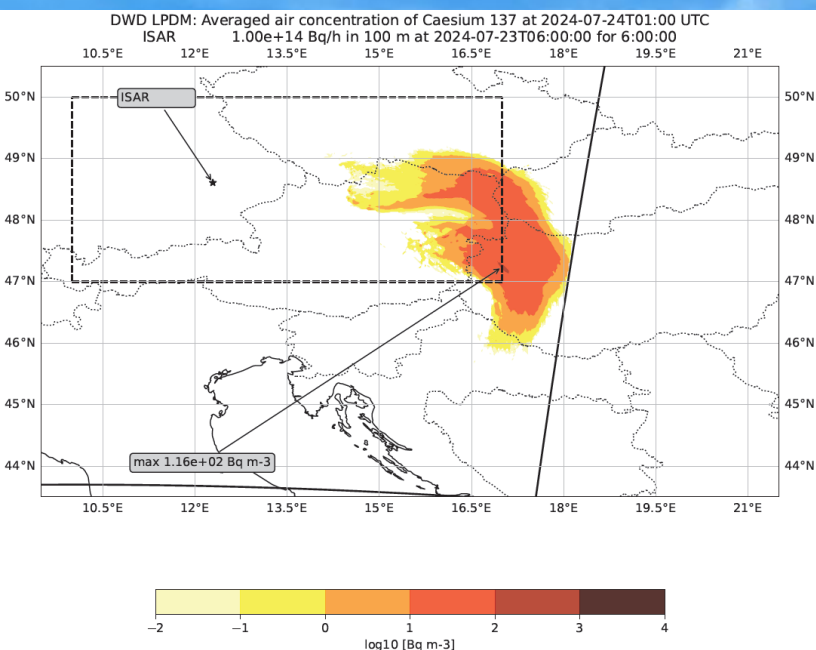 DWD LPDM: Averaged air concentration of Caesium 137 at 2024-07-24T01:00 UTC
ISAR 1.00e+14 Bq/h in 100 m at 2024-07-23T06:00:00 for 6:00:00
10.5°E 12°E 13.5°E 15°E 16.5°E 18°E 19.5°E 21°E
50°N ISAR 50°N
49°N 49°N
48°N 48°N
47°N 47°N
46°N 46°N
45°N 45°N
max 1.16e+02 Bq m-3
44°N 44°N
10.5°E 12°E 13.5°E 15°E 16.5°E 18°E 19.5°E 21°E
−2 −1 0 1 2 3 4
log10 [Bq m-3]